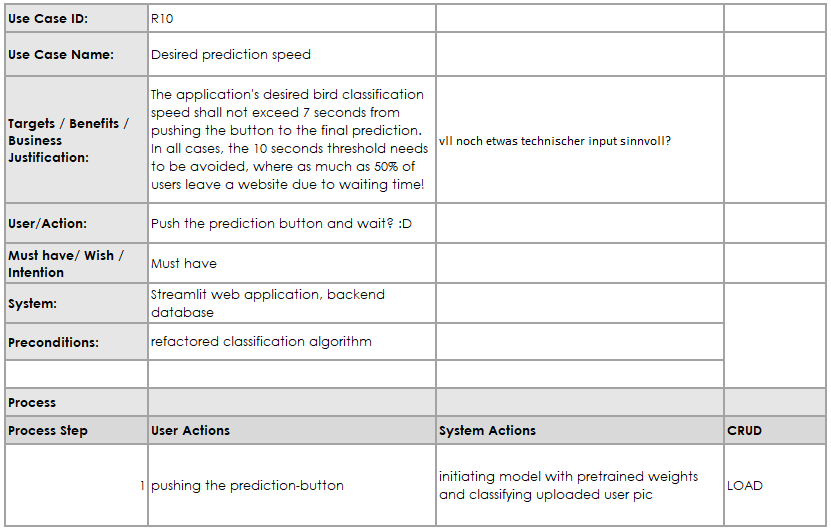 Use Case ID: R10
Use Case Name: Desired prediction speed
Targets / Benefits /
Business
Justification:
The application's desired bird classification
speed shall not exceed 7 seconds from
pushing the button to the final prediction.
In all cases, the 10 seconds threshold needs
to be avoided, where as much as 50% of
users leave a website due to waiting time!
vll noch etwas technischer input sinnvoll?
User/Action: Push the prediction button and wait? :D
Must have/ Wish /
Intention
Must have
System:
Streamlit web application, backend
database
Preconditions: refactored classification algorithm
Process
Process Step User Actions System Actions CRUD
1 pushing the prediction-button
initiating model with pretrained weights
and classifying uploaded user pic
LOAD